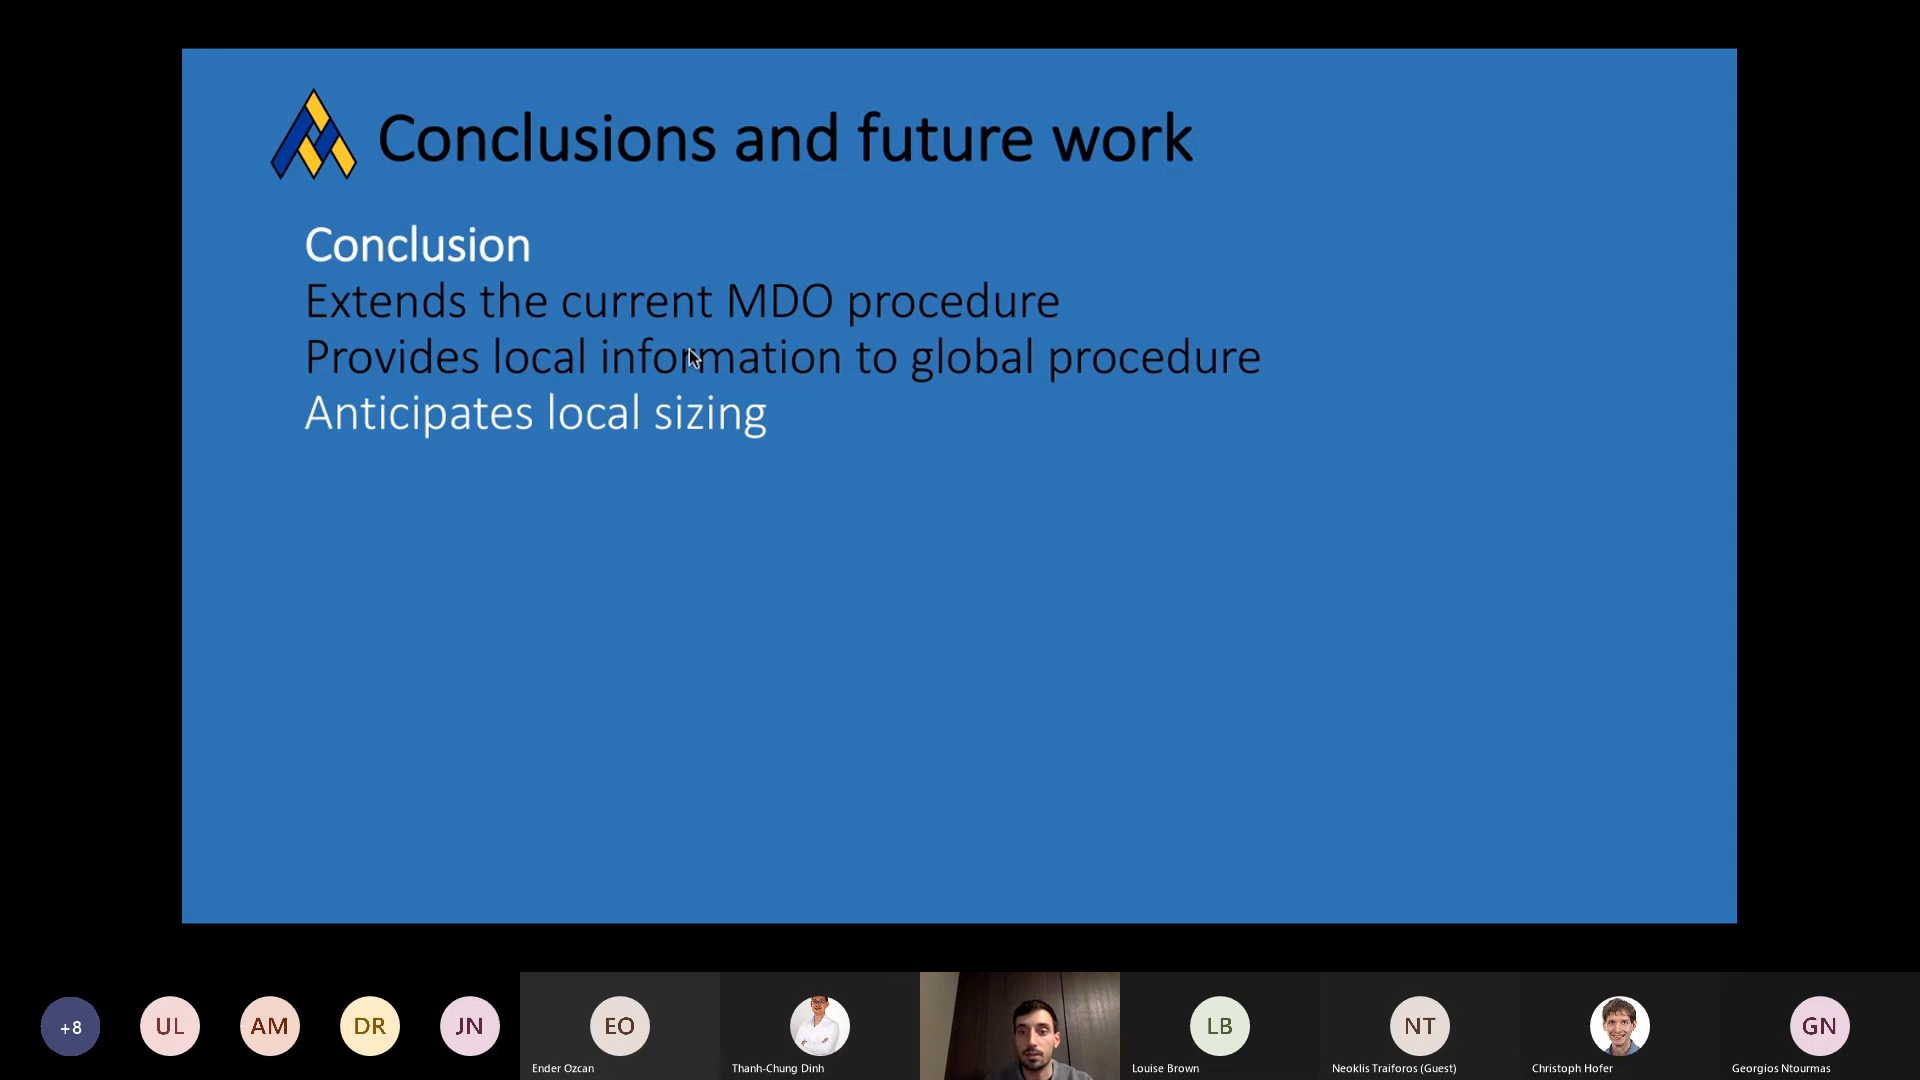 Conclusions and future work
Conclusion
Extends the current MDO procedure
Provides local information to global procedure
Anticipates local sizing
+8
UL
AM
DR
JN
EO
LB
NT
GN
Ender Ozcan
Thanh-Chung Dinh
Louise Brown
Neoklis Traiforos (Guest)
Christoph Hofer
Georgios Ntourmas